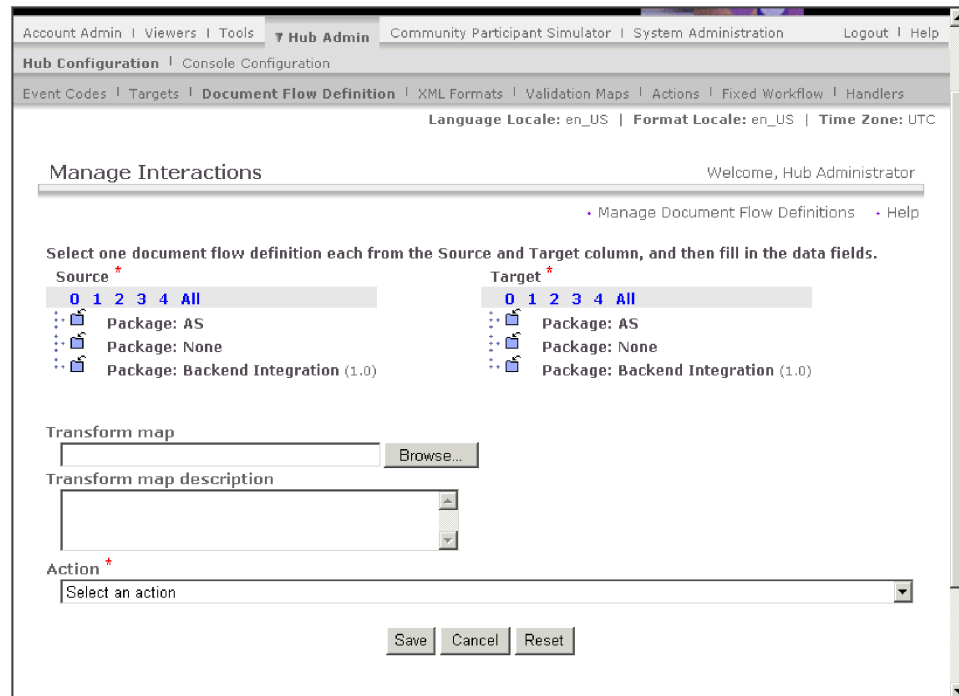 Account Admin | Viewers | Tools Hub Admin Community Participant Simulator | System Administration Logout | Help
Hub Configuration | Console Configuration
Event Codes | Targets | Document Flow Definition | XML Formats | Validation Maps | Actions | Fixed Workflow | Handlers
Language Locale: en_US | Format Locale: en_US | Time Zone: UTC
Manage Interactions Welcome, Hub Administrator
Manage Document Flow Definitions Help
Select one document flow definition each from the Source and Target column, and then fill in the data fields.
Source * Target *
0 1 2 3 4 All 0 1 2 3 4 All
Package: AS Package: AS
Package: None Package: None
Package: Backend Integration (1.0) Package: Backend Integration (1.0)
Transform map
Browse...
Transform map description
Action *
Select an action
Save Cancel Reset